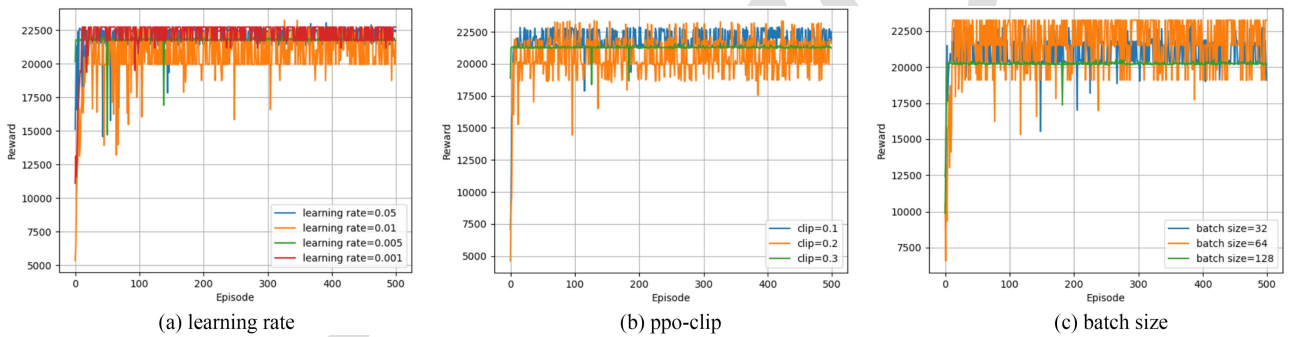 22500
20000
17500
15000
12500
10000
7500
5000
Reward
0
100
200
300
400
500
Episode
learning rate=0.05
learning rate=0.01
learning rate=0.005
learning rate=0.001
(a) learning rate
22500
20000
17500
15000
12500
10000
7500
5000
Reward
0
100
200
300
400
500
Episode
clip=0.1
clip=0.2
clip=0.3
(b) ppo-clip
22500
20000
17500
15000
12500
10000
7500
Reward
0
100
200
300
400
500
Episode
batch size=32
batch size=64
batch size=128
(c) batch size